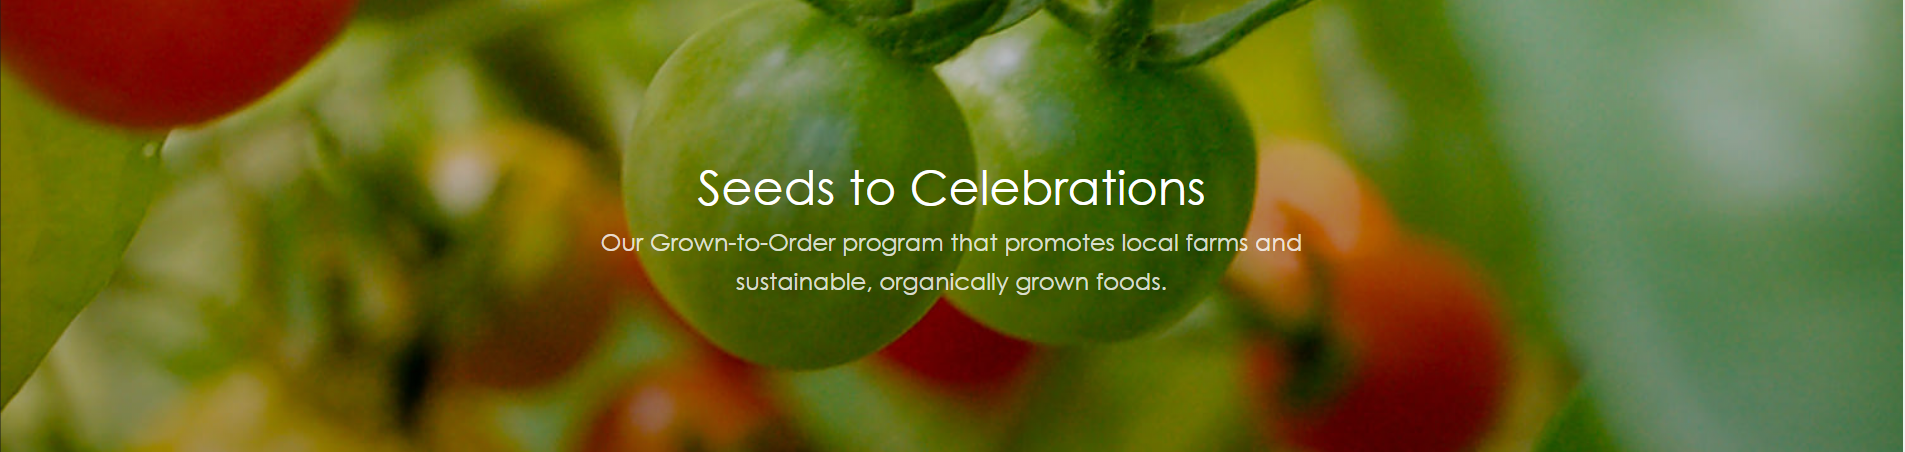 Seeds to Celebrations
Our Grown-to-Order program that promotes local farms and
sustainable, organically grown foods.